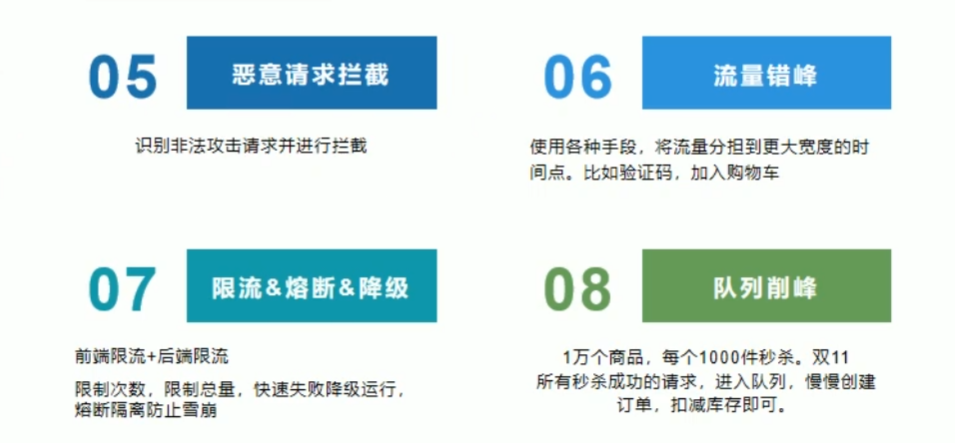 05 恶意请求拦截
识别非法攻击请求并进行拦截
06 流量错峰
使用各种手段，将流量分担到更大宽度的时
间点。比如验证码，加入购物车
07 限流&熔断&降级
前端限流+后端限流
限制次数，限制总量，快速失败降级运行，
熔断隔离防止雪崩
08 队列削峰
1万个商品，每个1000件秒杀。双11
所有秒杀成功的请求，进入队列，慢慢创建
订单，扣减库存即可。